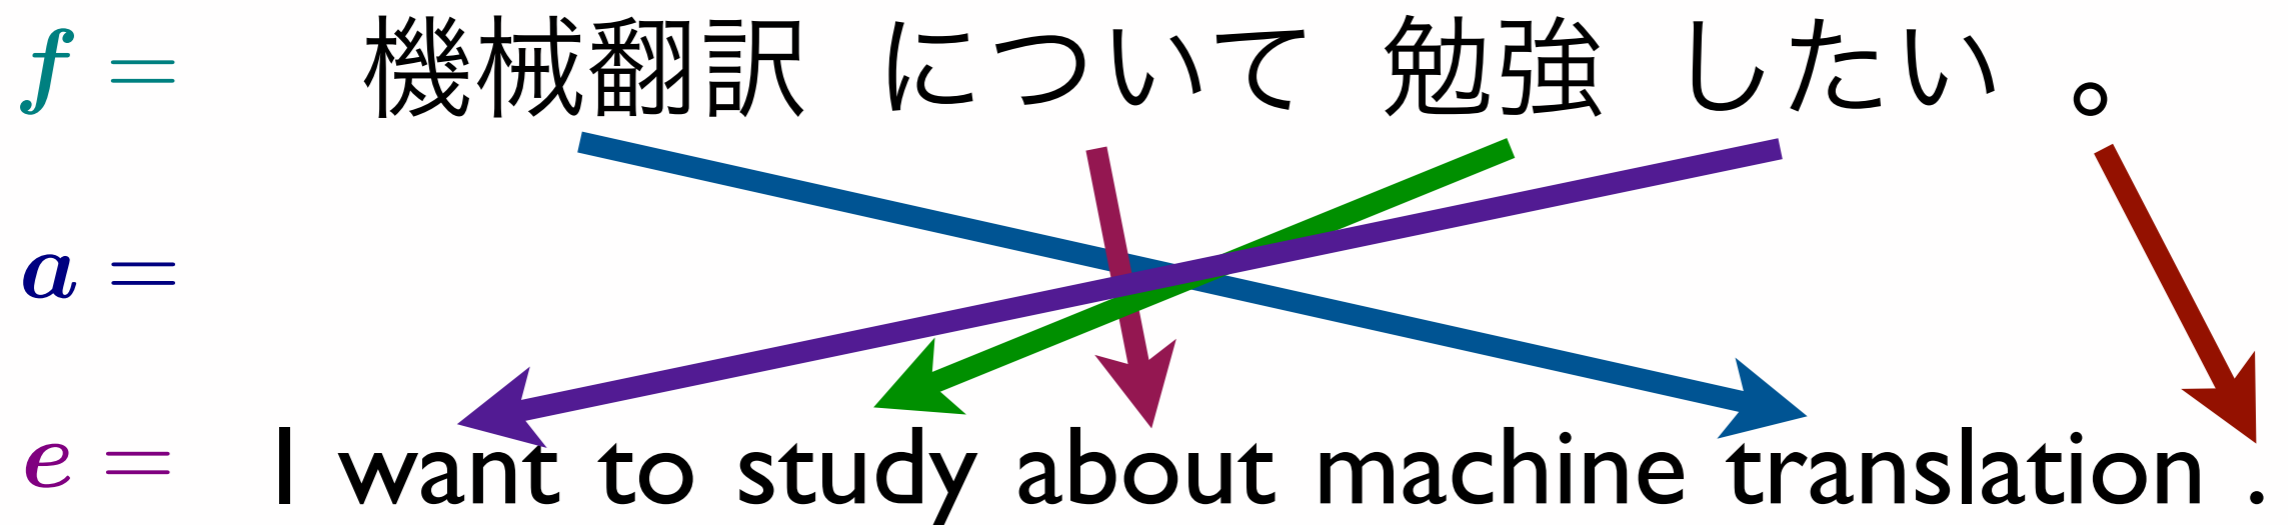 f = 機械翻訳 について 勉強 したい 。
a =
e = I want to study about machine translation .